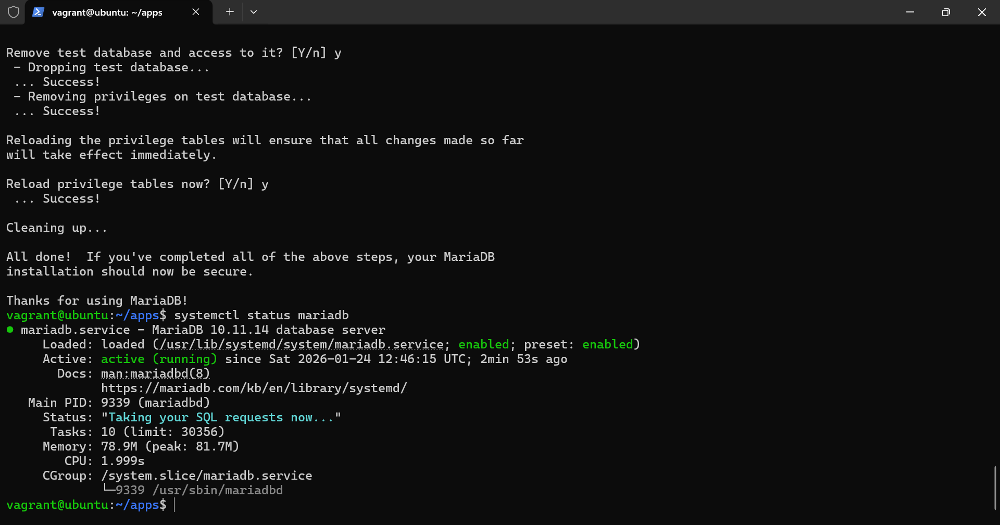 vagrant@ubuntu: ~/apps
Remove test database and access to it? [Y/n] y
 - Dropping test database...
 ... Success!
 - Removing privileges on test database...
 ... Success!
Reloading the privilege tables will ensure that all changes made so far
will take effect immediately.
Reload privilege tables now? [Y/n] y
 ... Success!
Cleaning up...
All done!  If you've completed all of the above steps, your MariaDB
installation should now be secure.
Thanks for using MariaDB!
vagrant@ubuntu:~/apps$ systemctl status mariadb
● mariadb.service - MariaDB 10.11.14 database server
     Loaded: loaded (/usr/lib/systemd/system/mariadb.service; enabled; preset: enabled)
     Active: active (running) since Sat 2026-01-24 12:46:15 UTC; 2min 53s ago
       Docs: man:mariadbd(8)
             https://mariadb.com/kb/en/library/systemd/
   Main PID: 9339 (mariadbd)
     Status: "Taking your SQL requests now..."
      Tasks: 10 (limit: 30356)
     Memory: 78.9M (peak: 81.7M)
        CPU: 1.999s
     CGroup: /system.slice/mariadb.service
             └─9339 /usr/sbin/mariadbd
vagrant@ubuntu:~/apps$